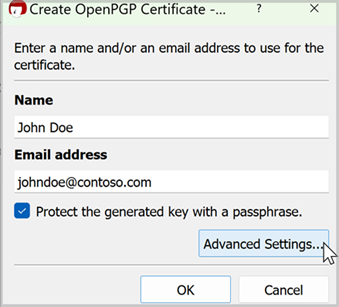 Create OpenPGP Certificate -...
?
Enter a name and/or an email address to use for the
certificate.
Name
John Doe
Email address
johndoe@contoso.com
Protect the generated key with a passphrase.
Advanced Settings...
OK Cancel